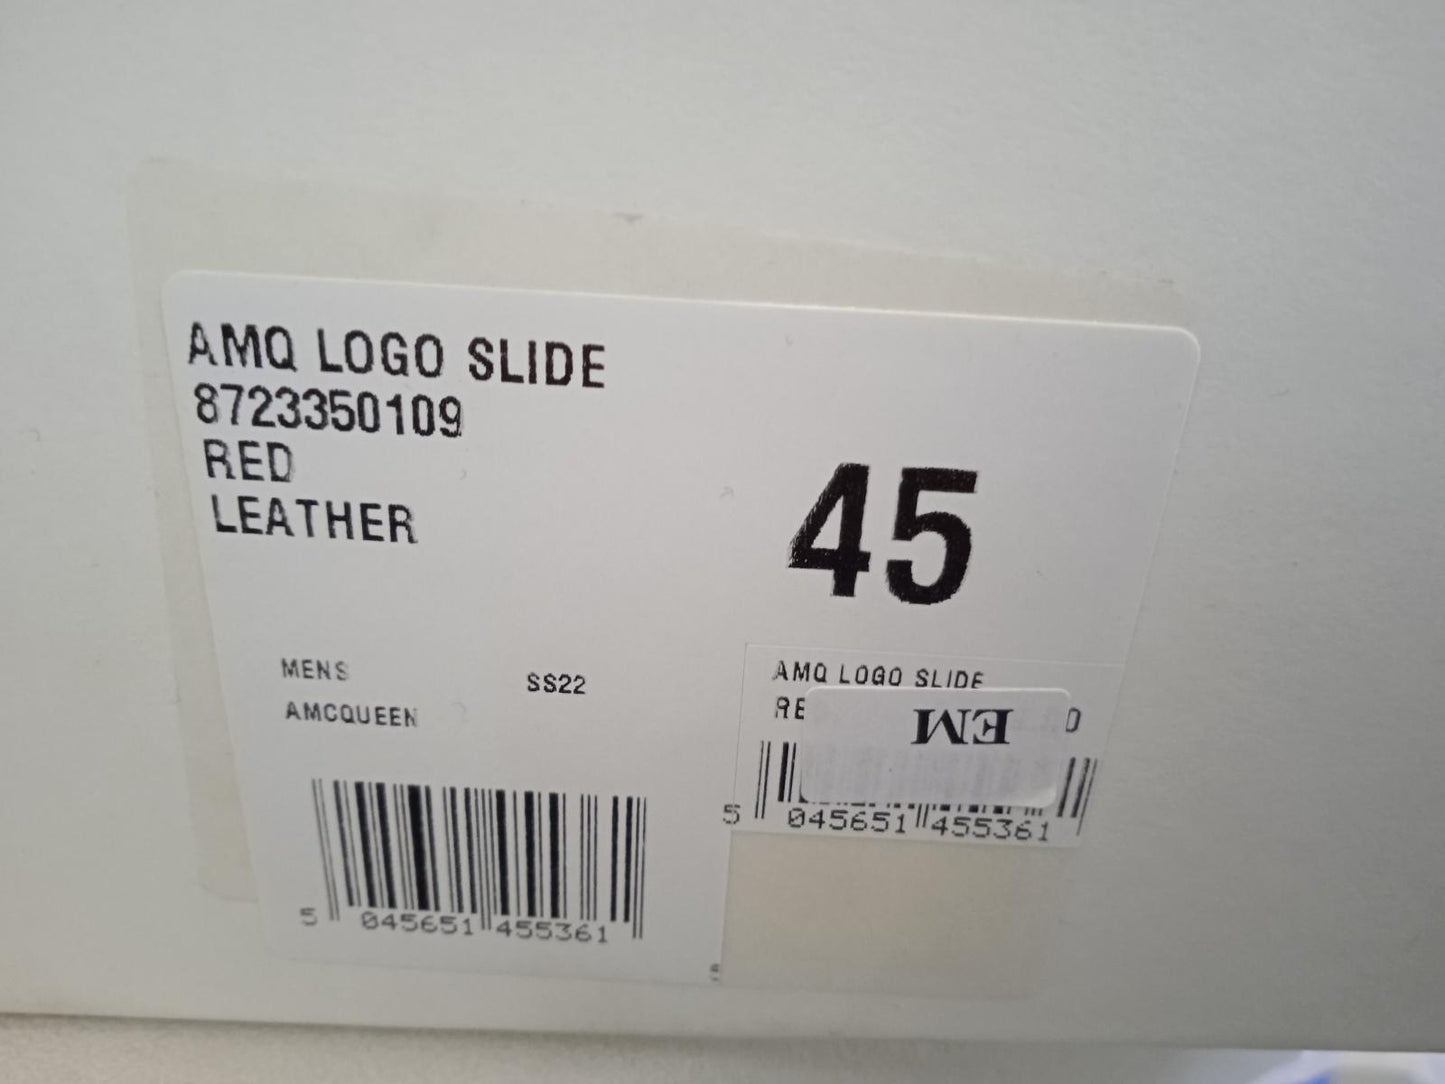 AMQ LOGO SLIDE
8723350109
RED
LEATHER
45
MENS
SS22
AMCQUEEN
5 045651 455361
AMQ LOGO SLIDE
EM
5 045651 455361